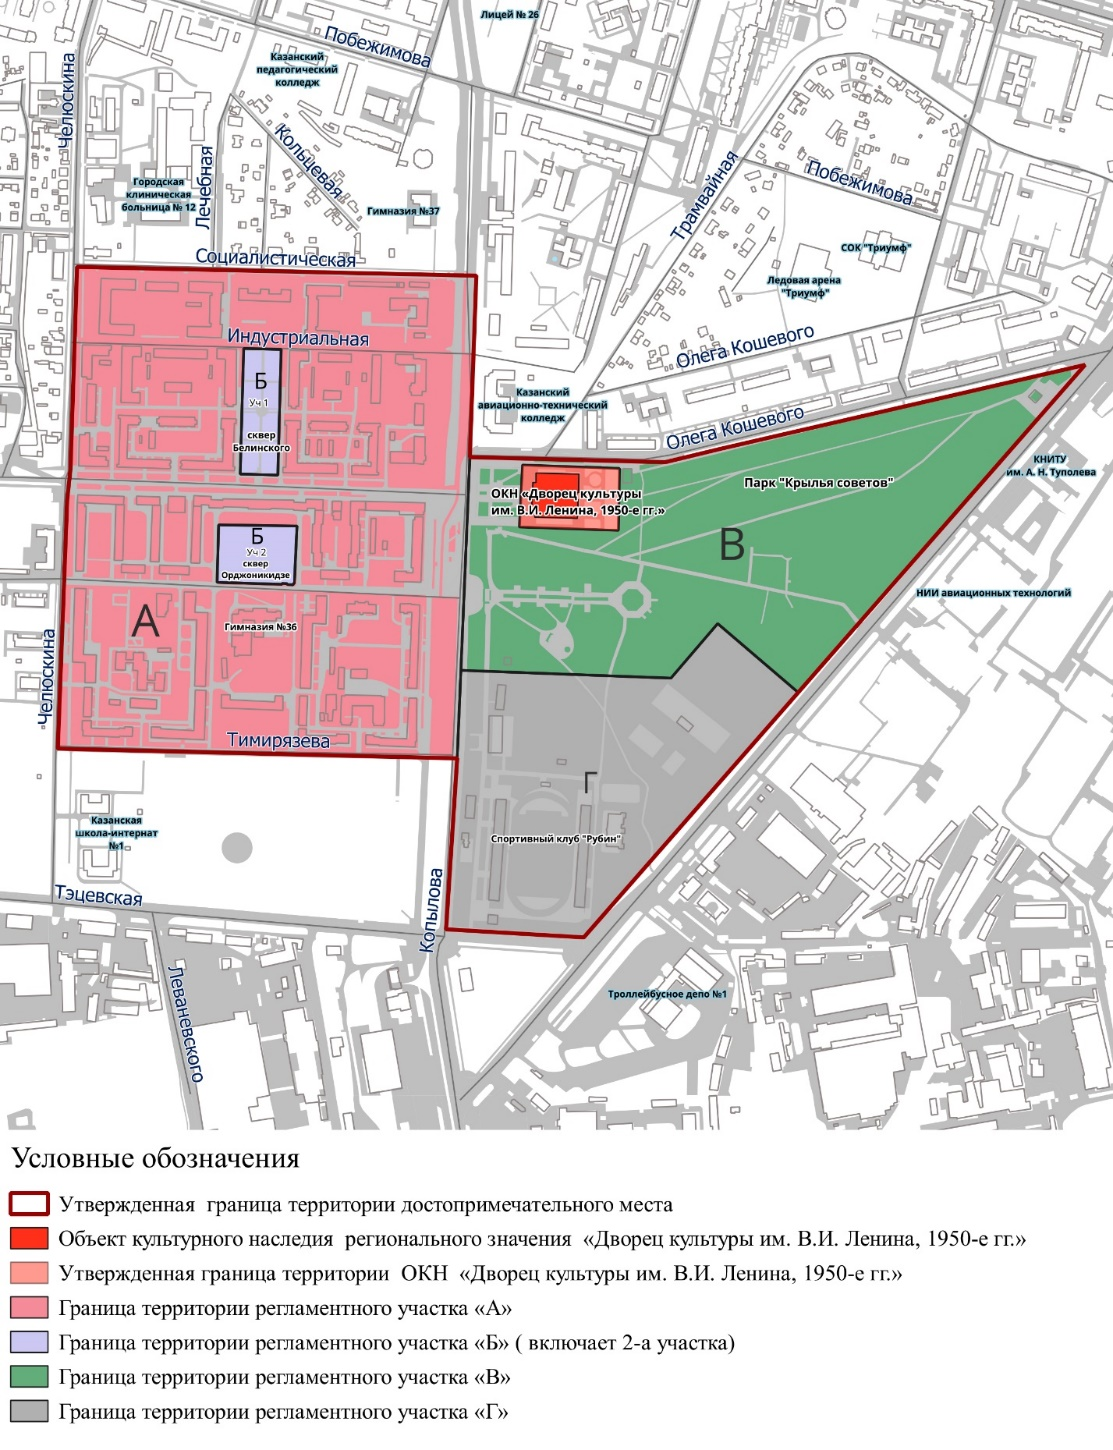 Лицей № 26
Побежимова
Казанский
педагогический
колледж
Челюскина
Кольцевая
Лечебная
Городская
клиническая
больница № 12
Гимназия №37
Трамвайная
Побежимова
СОК "Триумф"
Ледовая арена
"Триумф"
Социалистическая
Индустриальная
Олега Кошевого
Б
Уч 1
сквер
Белинского
Казанский
авиационно-технический
колледж
Олега Кошевого
КНИТУ
им. А. Н. Туполева
ОКН «Дворец культуры
им. В.И. Ленина, 1950-е гг.»
Парк "Крылья советов"
В
Б
Уч 2
сквер
Орджоникидзе
НИИ авиационных технологий
А
Гимназия №36
Челюскина
Тимирязева
Г
Спортивный клуб "Рубин"
Казанская
школа-интернат
№1
Тэцевская
Копылова
Леваневского
Троллейбусное депо №1
Условные обозначения
Утвержденная граница территории достопримечательного места
Объект культурного наследия регионального значения «Дворец культуры им. В.И. Ленина, 1950-е гг.»
Утвержденная граница территории ОКН «Дворец культуры им. В.И. Ленина, 1950-е гг.»
Граница территории регламентного участка «А»
Граница территории регламентного участка «Б» ( включает 2-а участка)
Граница территории регламентного участка «В»
Граница территории регламентного участка «Г»